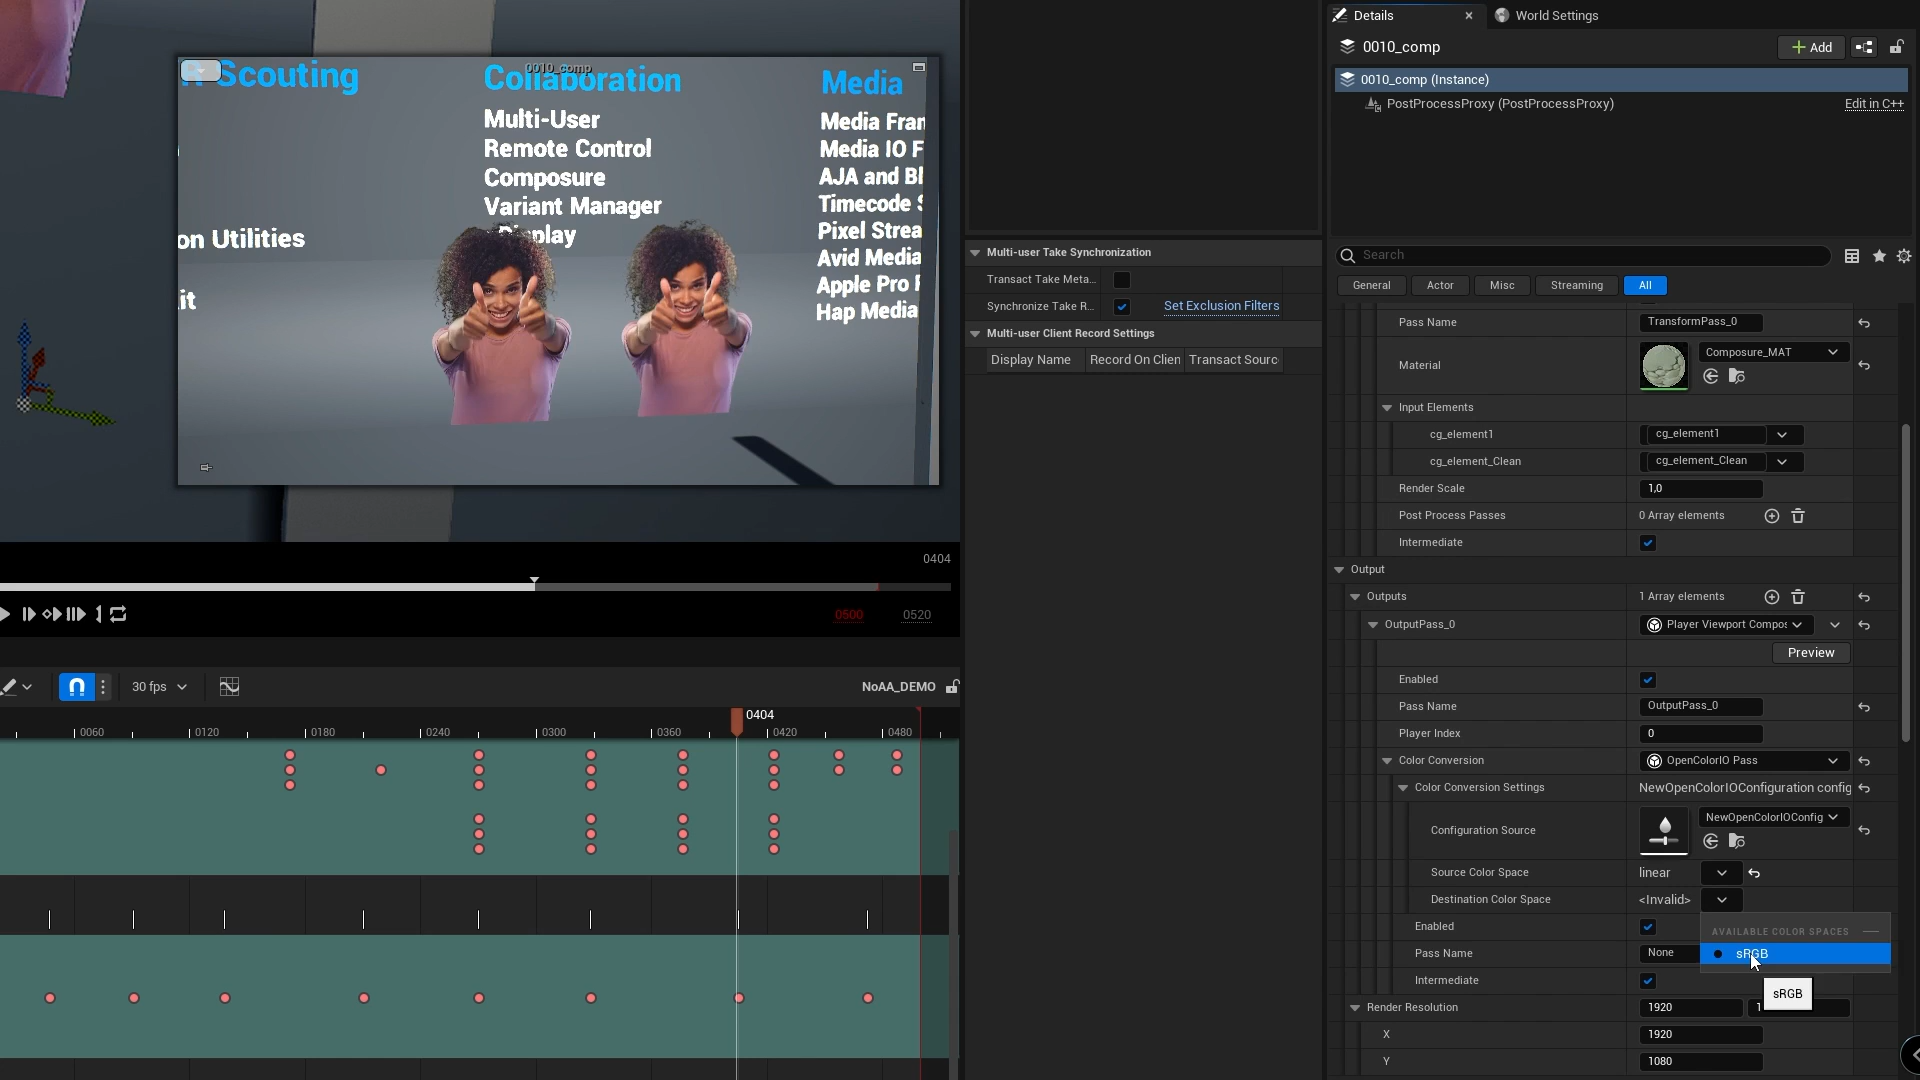 Scouting
on Utilities
it
0010_comp
Collaboration
Multi-User
Remote Control
Composure
Variant Manager
play
Media
Media Fran
Media IO F
AJA and Bl
Timecode S
Pixel Strea
Avid Media
Apple Pro
Hap Media
0404
0500
0520
30 fps
NoAA_DEMO
0404
0060
0120
0180
0240
0300
0360
0420
0480
Multi-user Take Synchronization
Transact Take Meta...
Synchronize Take R...
Set Exclusion Filters
Multi-user Client Record Settings
Display Name
Record On Clien
Transact Sourc
Details
World Settings
0010_comp
Add
0010_comp (Instance)
PostProcessProxy (PostProcessProxy)
Edit in C++
Search
General
Actor
Misc
Streaming
All
Pass Name
TransformPass_0
Material
Composure_MAT
Input Elements
cg_element1
cg_element1
cg_element_Clean
cg_element_Clean
Render Scale
1,0
Post Process Passes
0 Array elements
Intermediate
Output
Outputs
1 Array elements
OutputPass_0
Player Viewport Compos
Preview
Enabled
Pass Name
OutputPass_0
Player Index
0
Color Conversion
OpenColorIO Pass
Color Conversion Settings
NewOpenColorIOConfiguration config
Configuration Source
NewOpenColorIOConfig
Source Color Space
linear
Destination Color Space
<Invalid>
Enabled
AVAILABLE COLOR SPACES
sRGB
Pass Name
None
Intermediate
sRGB
Render Resolution
1920
1
X
1920
Y
1080